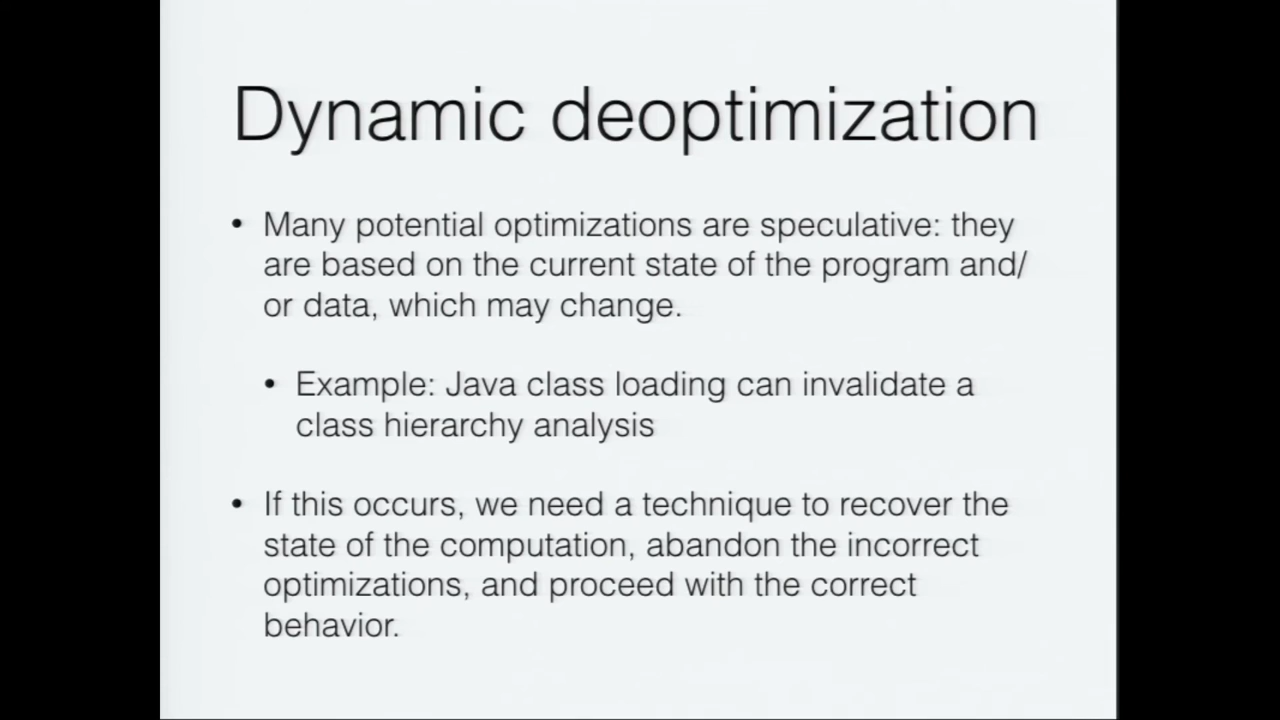 Dynamic deoptimization
• Many potential optimizations are speculative: they
are based on the current state of the program and/
or data, which may change.
• Example: Java class loading can invalidate a
class hierarchy analysis
• If this occurs, we need a technique to recover the
state of the computation, abandon the incorrect
optimizations, and proceed with the correct
behavior.